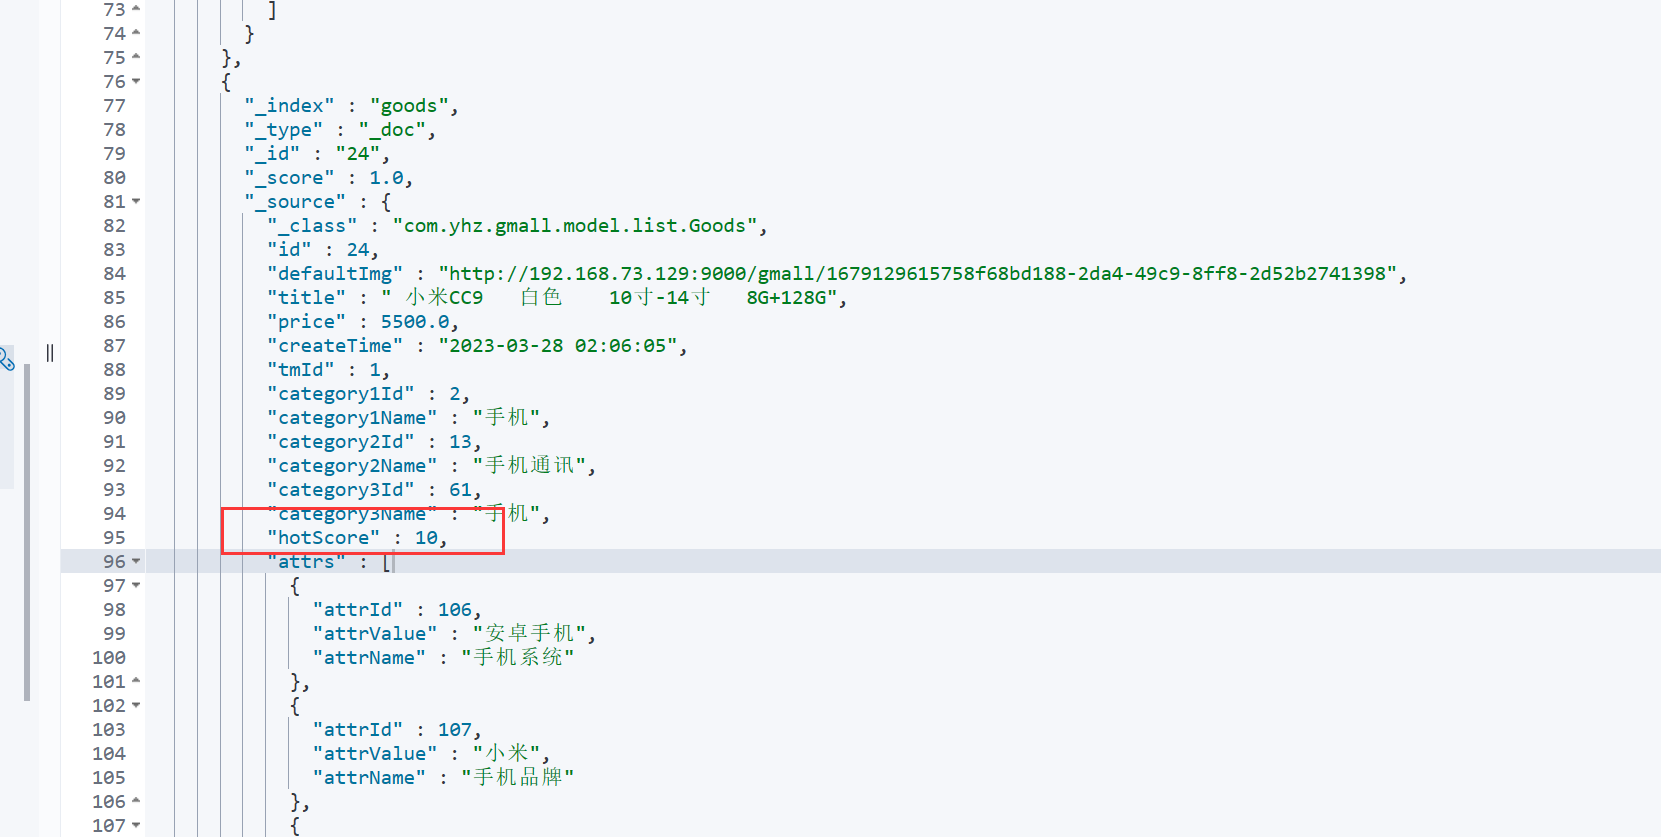 73 ]
74 }
75 },
76 {
77 "_index" : "goods",
78 "_type" : "_doc",
79 "_id" : "24",
80 "_score" : 1.0,
81 "_source" : {
82 "_class" : "com.yhz.gmall.model.list.Goods",
83 "id" : 24,
84 "defaultImg" : "http://192.168.73.129:9000/gmall/1679129615758f68bd188-2da4-49c9-8ff8-2d52b2741398",
85 "title" : " 小米CC9 白色 10寸-14寸 8G+128G",
86 "price" : 5500.0,
87 "createTime" : "2023-03-28 02:06:05",
88 "tmId" : 1,
89 "category1Id" : 2,
90 "category1Name" : "手机",
91 "category2Id" : 13,
92 "category2Name" : "手机通讯",
93 "category3Id" : 61,
94 "category3Name" : "手机",
95 "hotScore" : 10,
96 "attrs" : [
97 {
98 "attrId" : 106,
99 "attrValue" : "安卓手机",
100 "attrName" : "手机系统"
101 },
102 {
103 "attrId" : 107,
104 "attrValue" : "小米",
105 "attrName" : "手机品牌"
106 },
107 {